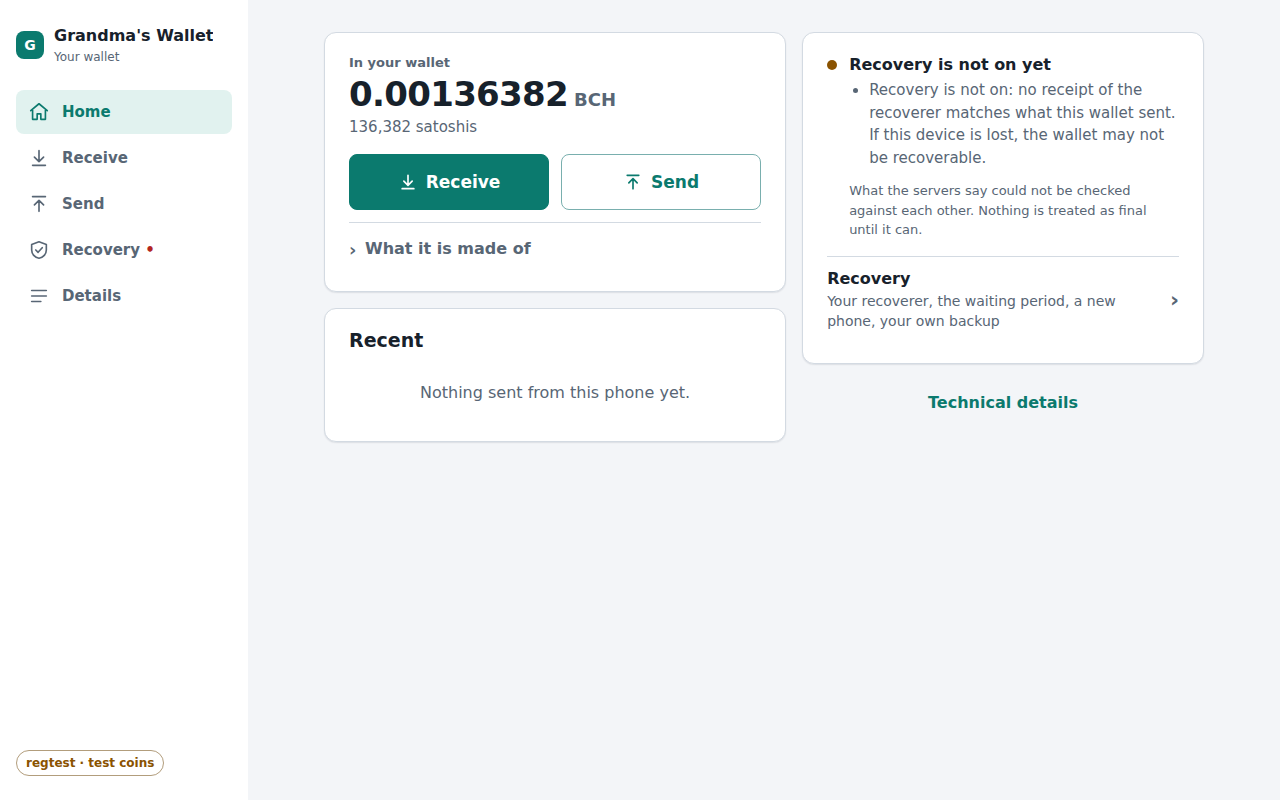 G
Grandma's Wallet
Your wallet
Home
Receive
Send
Recovery •
Details
regtest · test coins
In your wallet
0.00136382 BCH
136,382 satoshis
Receive
Send
› What it is made of
Recent
Nothing sent from this phone yet.
Recovery is not on yet
• Recovery is not on: no receipt of the
recoverer matches what this wallet sent.
If this device is lost, the wallet may not
be recoverable.
What the servers say could not be checked
against each other. Nothing is treated as final
until it can.
Recovery
Your recoverer, the waiting period, a new
phone, your own backup
›
Technical details